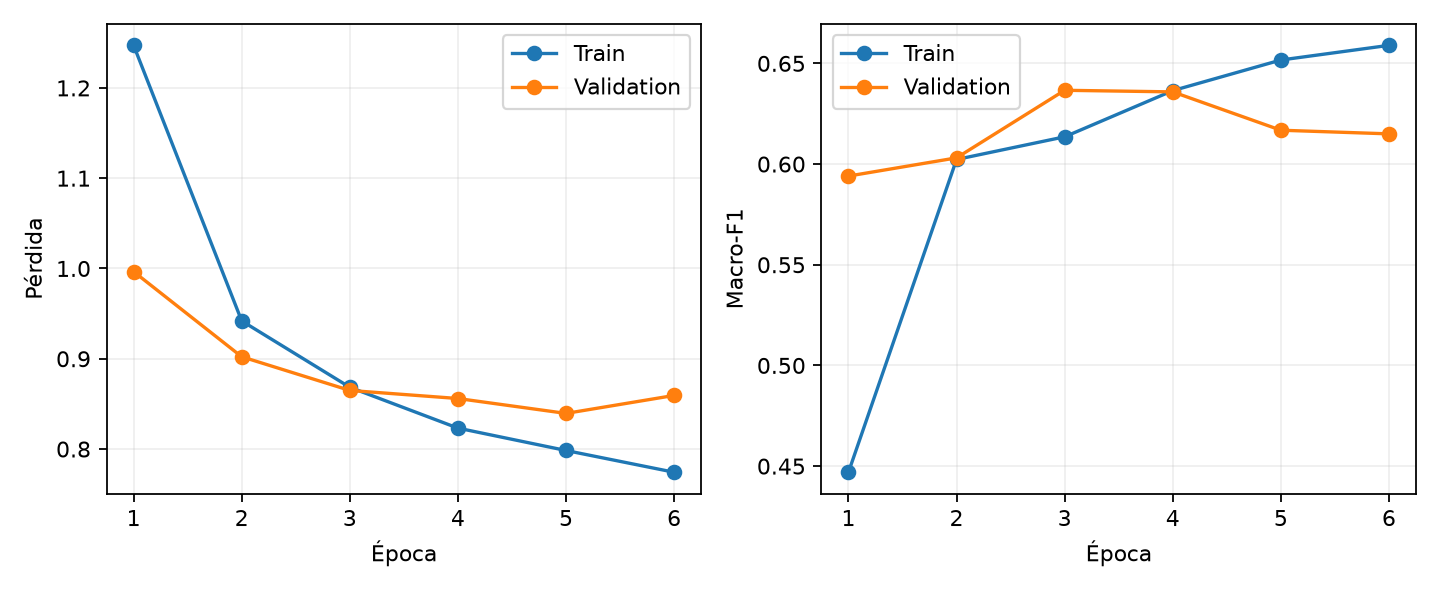 Train
Validation
1.2
1.1
1.0
0.9
0.8
Pérdida
1 2 3 4 5 6
Época
Train
Validation
0.65
0.60
0.55
0.50
0.45
Macro-F1
1 2 3 4 5 6
Época